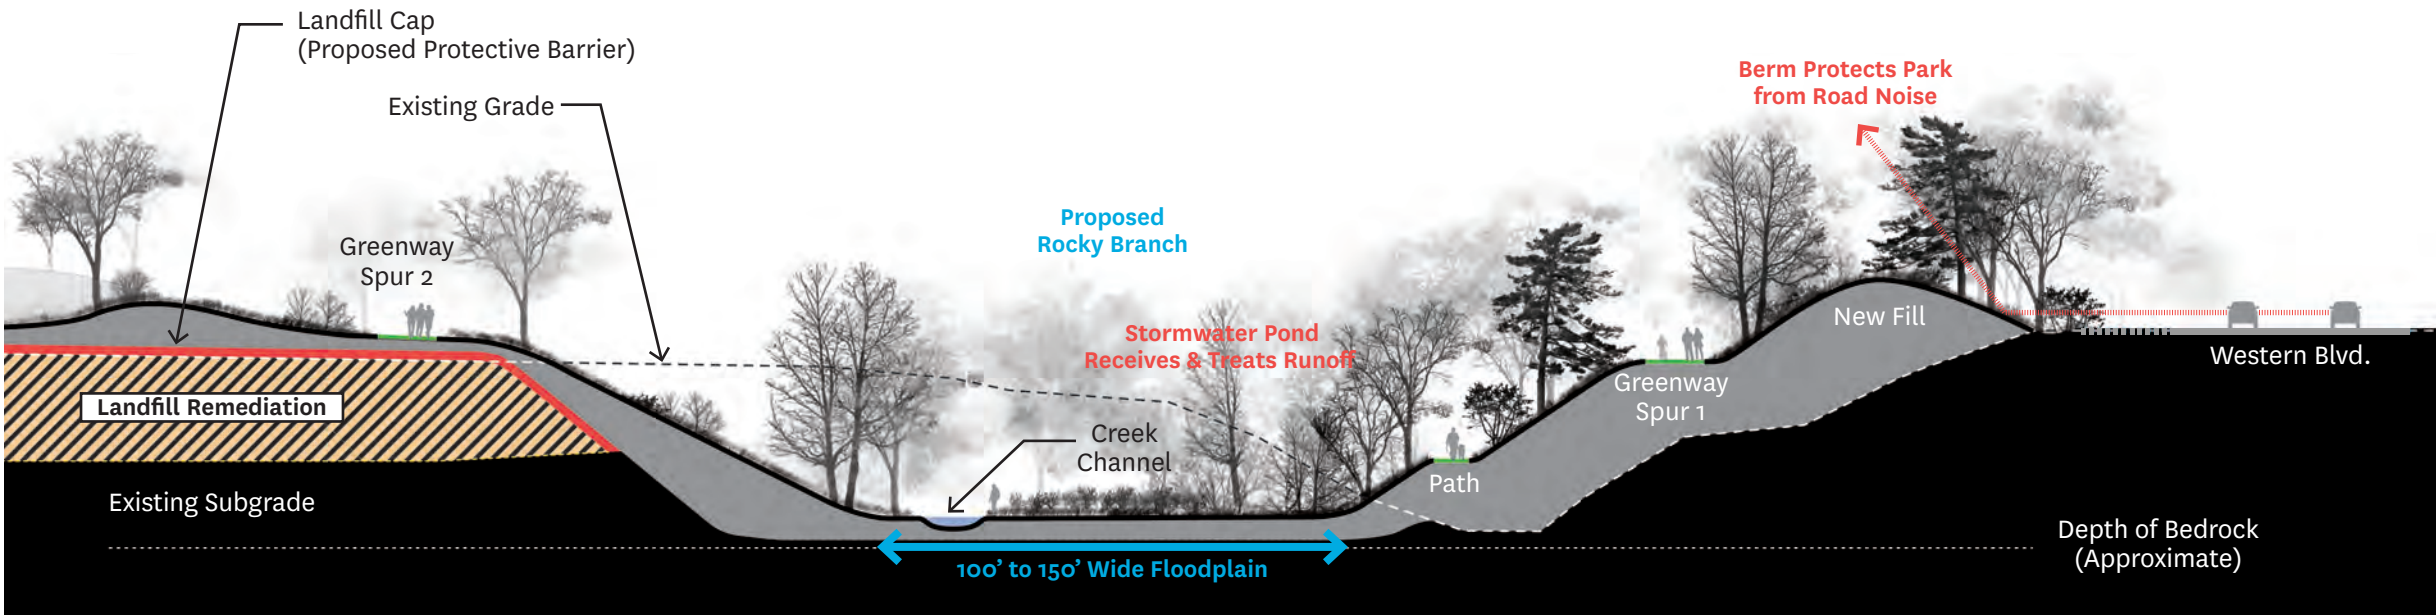 Landfill Cap
(Proposed Protective Barrier)
Existing Grade
Berm Protects Park
from Road Noise
Greenway
Spur 2
Proposed
Rocky Branch
Stormwater Pond
Receives & Treats Runoff
New Fill
Western Blvd.
Greenway
Spur 1
Landfill Remediation
Creek
Channel
Path
Existing Subgrade
Depth of Bedrock
(Approximate)
100’ to 150’ Wide Floodplain